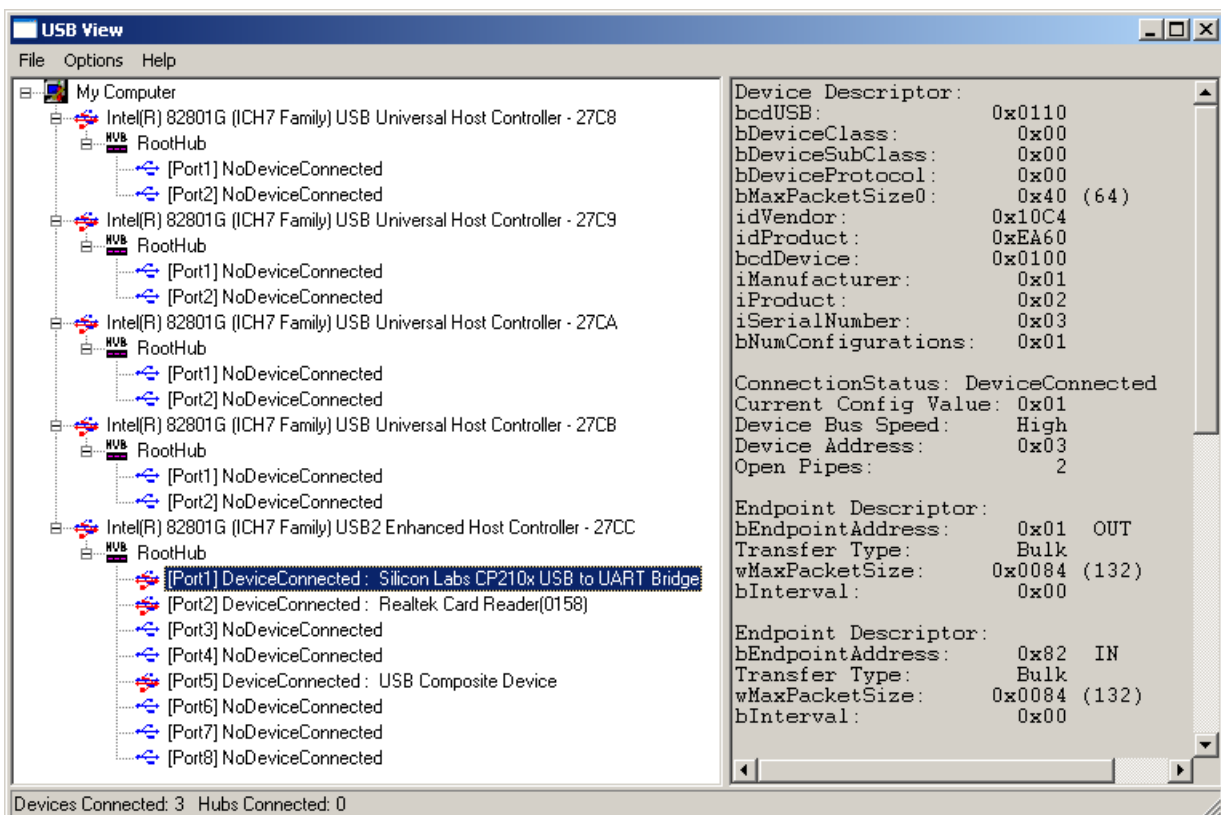 USB View
File Options Help
My Computer
Intel(R) 82801G (ICH7 Family) USB Universal Host Controller - 27C8
RootHub
[Port1] NoDeviceConnected
[Port2] NoDeviceConnected
Intel(R) 82801G (ICH7 Family) USB Universal Host Controller - 27C9
RootHub
[Port1] NoDeviceConnected
[Port2] NoDeviceConnected
Intel(R) 82801G (ICH7 Family) USB Universal Host Controller - 27CA
RootHub
[Port1] NoDeviceConnected
[Port2] NoDeviceConnected
Intel(R) 82801G (ICH7 Family) USB Universal Host Controller - 27CB
RootHub
[Port1] NoDeviceConnected
[Port2] NoDeviceConnected
Intel(R) 82801G (ICH7 Family) USB2 Enhanced Host Controller - 27CC
RootHub
[Port1] DeviceConnected : Silicon Labs CP210x USB to UART Bridge
[Port2] DeviceConnected : Realtek Card Reader(0158)
[Port3] NoDeviceConnected
[Port4] NoDeviceConnected
[Port5] DeviceConnected : USB Composite Device
[Port6] NoDeviceConnected
[Port7] NoDeviceConnected
[Port8] NoDeviceConnected
Device Descriptor:
bcdUSB: 0x0110
bDeviceClass: 0x00
bDeviceSubClass: 0x00
bDeviceProtocol: 0x00
bMaxPacketSize0: 0x40 (64)
idVendor: 0x10C4
idProduct: 0xEA60
bcdDevice: 0x0100
iManufacturer: 0x01
iProduct: 0x02
iSerialNumber: 0x03
bNumConfigurations: 0x01
ConnectionStatus: DeviceConnected
Current Config Value: 0x01
Device Bus Speed: High
Device Address: 0x03
Open Pipes: 2
Endpoint Descriptor:
bEndpointAddress: 0x01 OUT
Transfer Type: Bulk
wMaxPacketSize: 0x0084 (132)
bInterval: 0x00
Endpoint Descriptor:
bEndpointAddress: 0x82 IN
Transfer Type: Bulk
wMaxPacketSize: 0x0084 (132)
bInterval: 0x00
Devices Connected: 3 Hubs Connected: 0